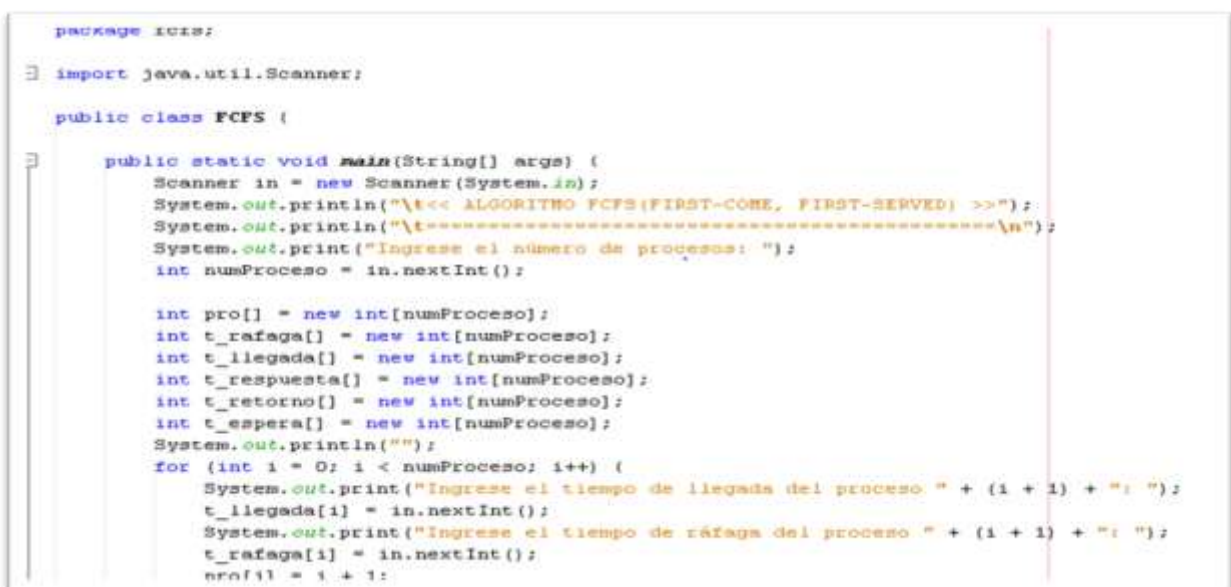 package fcfs;
import java.util.Scanner;
public class FCFS {
public static void main(String[] args) {
Scanner in = new Scanner(System.in);
System.out.println("\t<< ALGORITMO FCFS(FIRST-COME, FIRST-SERVED) >>");
System.out.println("\t==============================================\n");
System.out.print("Ingrese el número de procesos: ");
int numProceso = in.nextInt();
int pro[] = new int[numProceso];
int t_rafaga[] = new int[numProceso];
int t_llegada[] = new int[numProceso];
int t_respuesta[] = new int[numProceso];
int t_retorno[] = new int[numProceso];
int t_espera[] = new int[numProceso];
System.out.println("");
for (int i = 0; i < numProceso; i++) {
System.out.print("Ingrese el tiempo de llegada del proceso " + (i + 1) + ": ");
t_llegada[i] = in.nextInt();
System.out.print("Ingrese el tiempo de ráfaga del proceso " + (i + 1) + ": ");
t_rafaga[i] = in.nextInt();
pro[i] = i + 1;